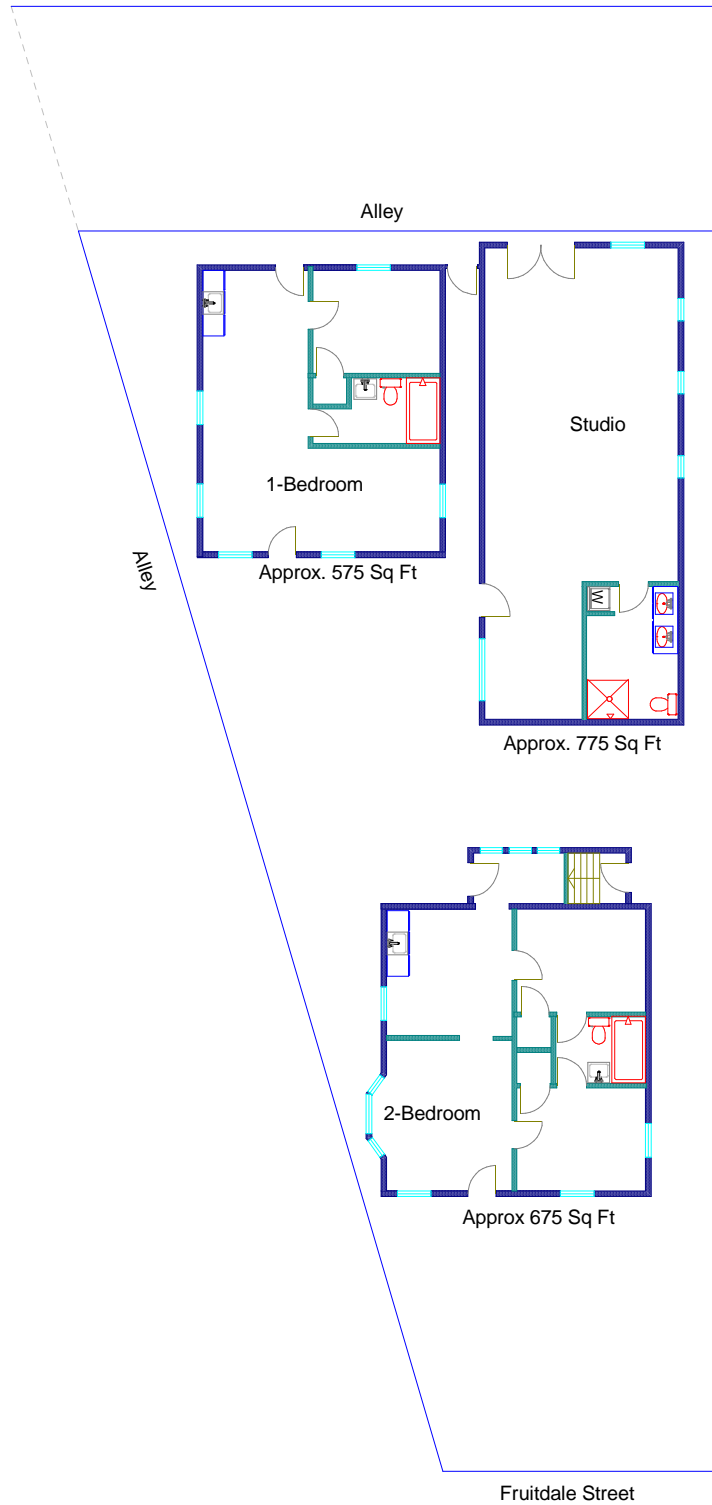 Alley
Studio
1-Bedroom
Alley
Approx. 575 Sq Ft
W
Approx. 775 Sq Ft
2-Bedroom
Approx 675 Sq Ft
Fruitdale Street